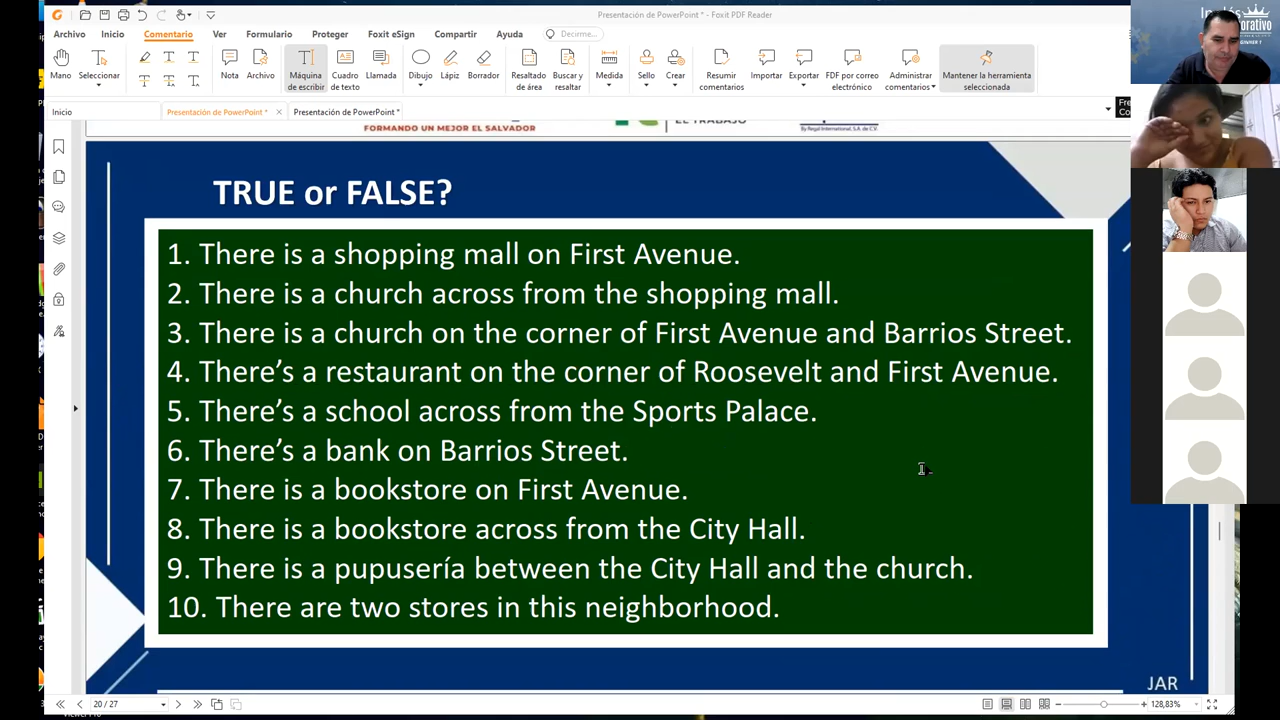 Presentación de PowerPoint * - Foxit PDF Reader
Archivo Inicio Comentario Ver Formulario Proteger Foxit eSign Compartir Ayuda Decirme...
Mano Seleccionar Nota Archivo Máquina de escribir Cuadro de texto Llamada Dibujo Lápiz Borrador Resaltado de área Buscar y resaltar Medida Sello Crear Resumir comentarios Importar Exportar FDF por correo electrónico Administrar comentarios Mantener la herramienta seleccionada
Inicio Presentación de PowerPoint * Presentación de PowerPoint *
FORMANDO UN MEJOR EL SALVADOR
EL TRABAJO
By Regal International, S.A. de C.V.
TRUE or FALSE?
1. There is a shopping mall on First Avenue.
2. There is a church across from the shopping mall.
3. There is a church on the corner of First Avenue and Barrios Street.
4. There’s a restaurant on the corner of Roosevelt and First Avenue.
5. There’s a school across from the Sports Palace.
6. There’s a bank on Barrios Street.
7. There is a bookstore on First Avenue.
8. There is a bookstore across from the City Hall.
9. There is a pupusería between the City Hall and the church.
10. There are two stores in this neighborhood.
JAR
20 / 27
128,83%